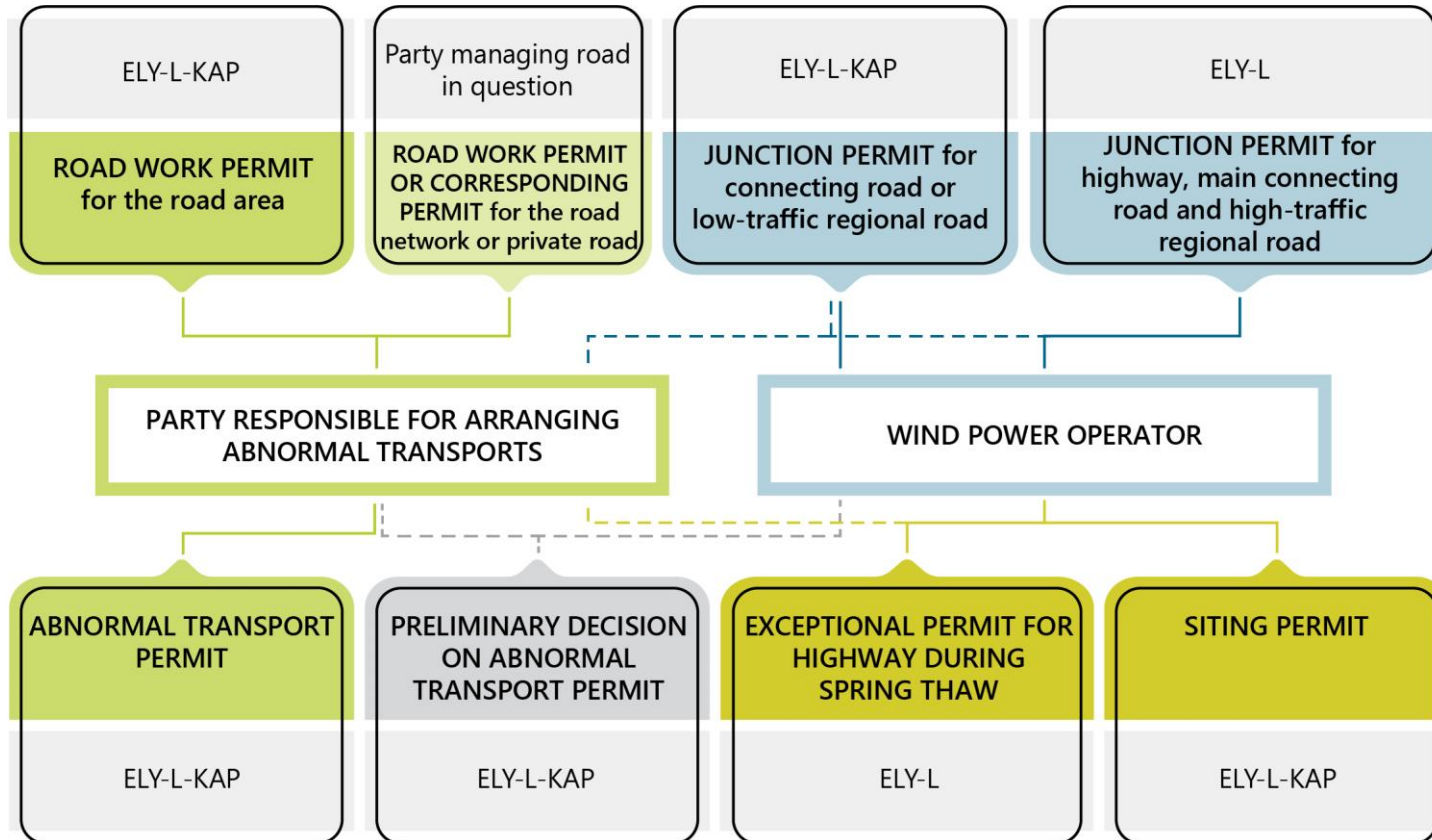 ELY-L-KAP
ROAD WORK PERMIT
for the road area
Party managing road
in question
ROAD WORK PERMIT
OR CORRESPONDING
PERMIT for the road
network or private road
ELY-L-KAP
JUNCTION PERMIT for
connecting road or
low-traffic regional road
ELY-L
JUNCTION PERMIT for
highway, main connecting
road and high-traffic
regional road
PARTY RESPONSIBLE FOR ARRANGING
ABNORMAL TRANSPORTS
WIND POWER OPERATOR
ABNORMAL TRANSPORT
PERMIT
ELY-L-KAP
PRELIMINARY DECISION
ON ABNORMAL
TRANSPORT PERMIT
ELY-L-KAP
EXCEPTIONAL PERMIT FOR
HIGHWAY DURING
SPRING THAW
ELY-L
SITING PERMIT
ELY-L-KAP